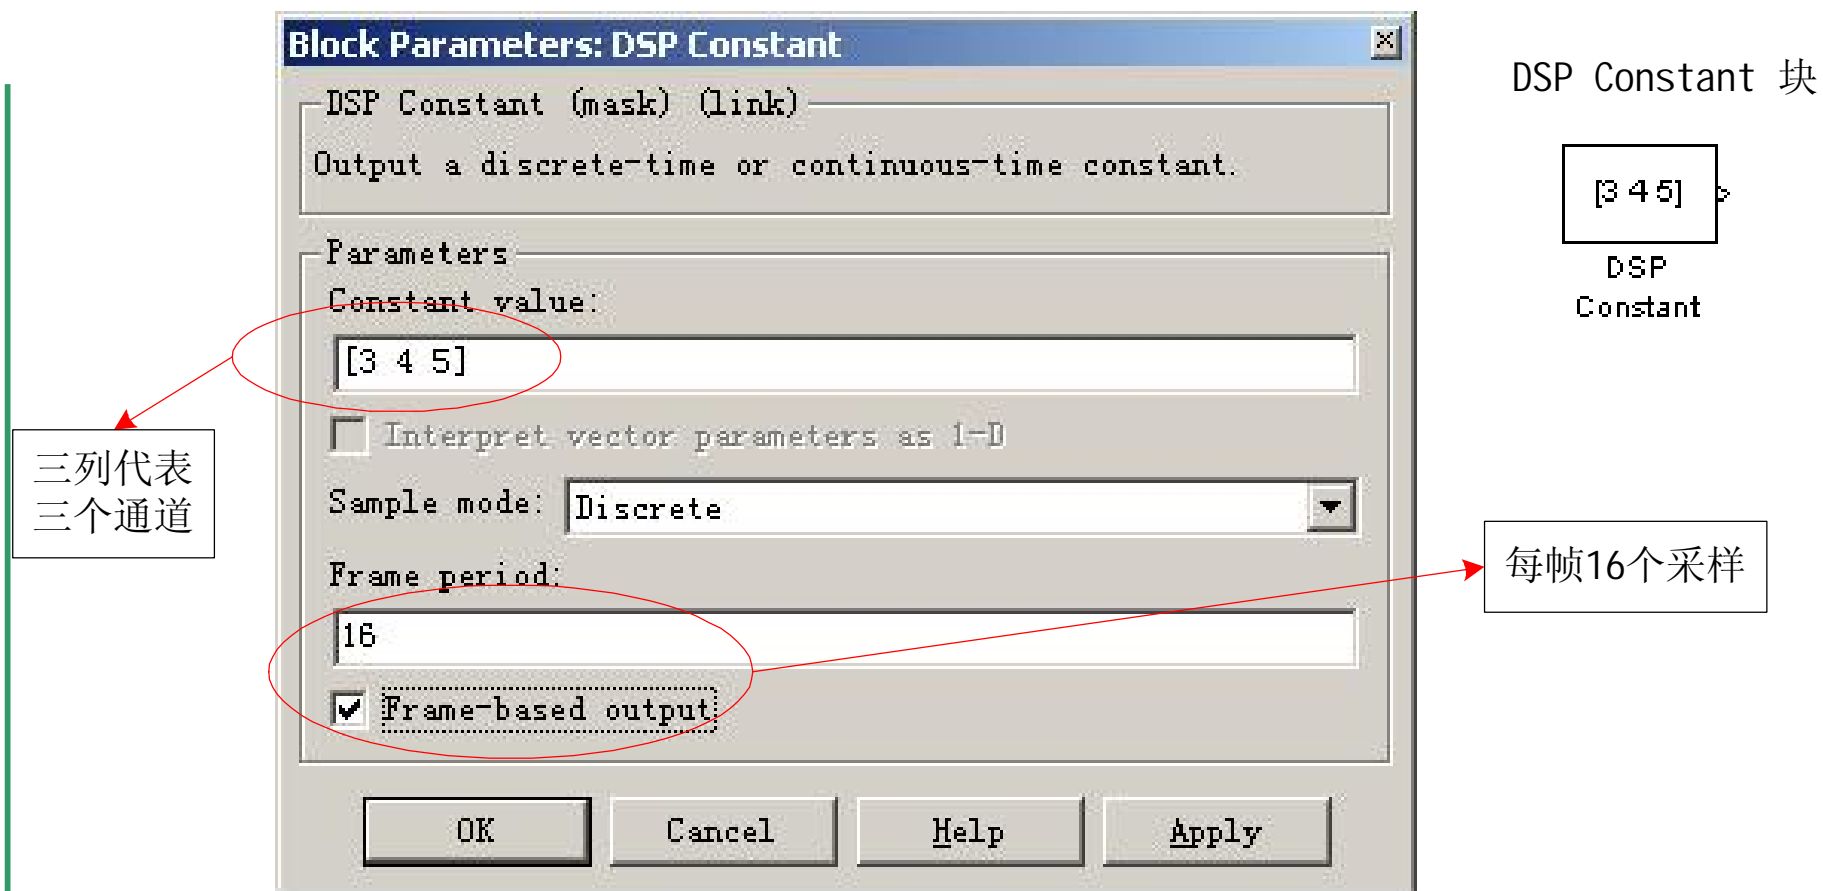 Block Parameters: DSP Constant
DSP Constant 块
DSP Constant (mask) (link)
Output a discrete-time or continuous-time constant.
[3 4 5]
DSP
Constant
Parameters
Constant value:
[3 4 5]
Interpret vector parameters as 1-D
三列代表
三个通道
Sample mode:
Discrete
每帧16个采样
Frame period:
16
Frame-based output
OK
Cancel
Help
Apply